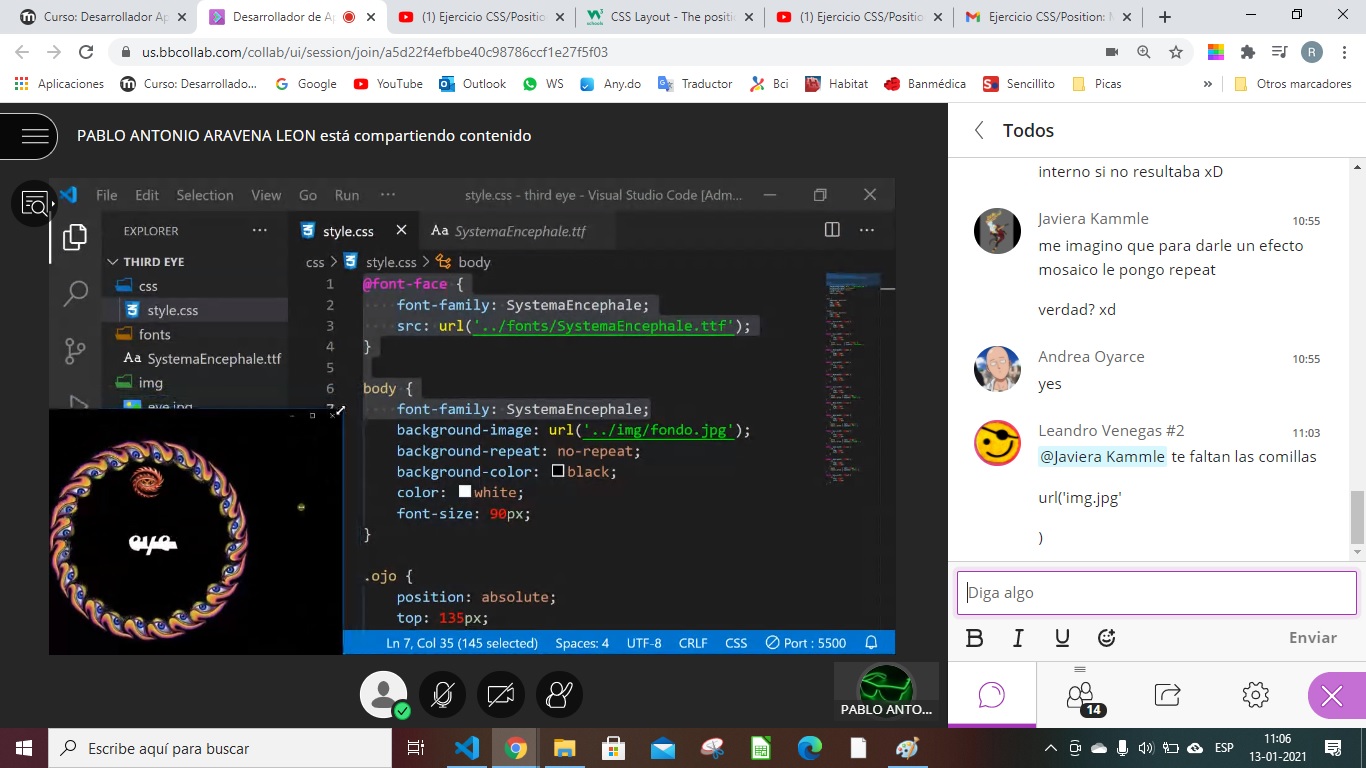 Desarrollador Ap
Desarrollador de Ap
(1) Ejercicio CSS/Positio
CSS Layout - The positi
(1) Ejercicio CSS/Positio
Ejercicio CSS/Position: M
us.bbcollab.com/collab/ui/session/join/a5d22f4efbbe40c98786ccf1e27f5f03
R
Aplicaciones
Curso: Desarrollado...
Google
YouTube
Outlook
WS
Any.do
Traductor
Bci
Habitat
Banmédica
Sencillito
Picas
»
Otros marcadores
PABLO ANTONIO ARAVENA LEON está compartiendo contenido
File Edit Selection View Go Run ···
style.css - third eye - Visual Studio Code [Adm...
EXPLORER ···
THIRD EYE
css
style.css
fonts
Aa SystemaEncephale.ttf
img
eye.jpg
style.css
Aa SystemaEncephale.ttf
css > style.css > body
1 @font-face {
2 font-family: SystemaEncephale;
3 src: url('../fonts/SystemaEncephale.ttf');
4 }
5
6 body {
font-family: SystemaEncephale;
background-image: url('../img/fondo.jpg');
background-repeat: no-repeat;
background-color: black;
color: white;
font-size: 90px;
}
.ojo {
position: absolute;
top: 135px;
eye
Ln 7, Col 35 (145 selected) Spaces: 4 UTF-8 CRLF CSS Port : 5500
PABLO ANTO...
Todos
interno si no resultaba xD
Javiera Kammle 10:55
me imagino que para darle un efecto
mosaico le pongo repeat
verdad? xd
Andrea Oyarce 10:55
yes
Leandro Venegas #2 11:03
@Javiera Kammle te faltan las comillas
url('img.jpg'
)
Diga algo
B I U
Enviar
14
Escribe aquí para buscar
ESP
11:06
13-01-2021